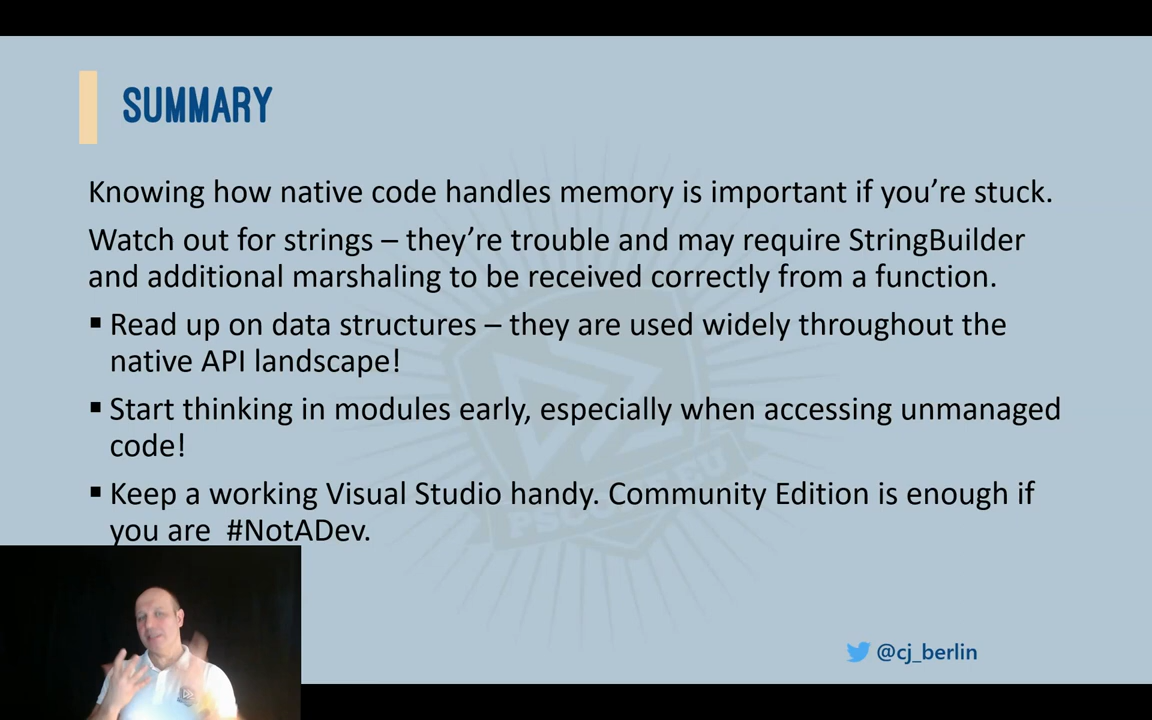 SUMMARY
Knowing how native code handles memory is important if you’re stuck.
Watch out for strings – they’re trouble and may require StringBuilder
and additional marshaling to be received correctly from a function.
▪ Read up on data structures – they are used widely throughout the
native API landscape!
▪ Start thinking in modules early, especially when accessing unmanaged
code!
▪ Keep a working Visual Studio handy. Community Edition is enough if
you are  #NotADev.
@cj_berlin